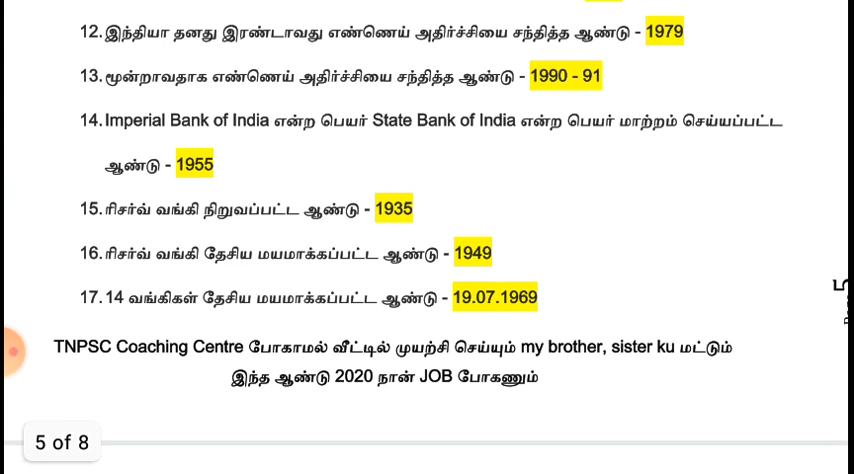 12. இந்தியா தனது இரண்டாவது எண்ணெய் அதிர்ச்சியை சந்தித்த ஆண்டு - 1979
13. மூன்றாவதாக எண்ணெய் அதிர்ச்சியை சந்தித்த ஆண்டு - 1990 - 91
14. Imperial Bank of India என்ற பெயர் State Bank of India என்ற பெயர் மாற்றம் செய்யப்பட்ட
ஆண்டு - 1955
15. ரிசர்வ் வங்கி நிறுவப்பட்ட ஆண்டு - 1935
16. ரிசர்வ் வங்கி தேசிய மயமாக்கப்பட்ட ஆண்டு - 1949
17. 14 வங்கிகள் தேசிய மயமாக்கப்பட்ட ஆண்டு - 19.07.1969
5
TNPSC Coaching Centre போகாமல் வீட்டில் முயற்சி செய்யும் my brother, sister ku மட்டும்
இந்த ஆண்டு 2020 நான் JOB போகணும்
5 of 8